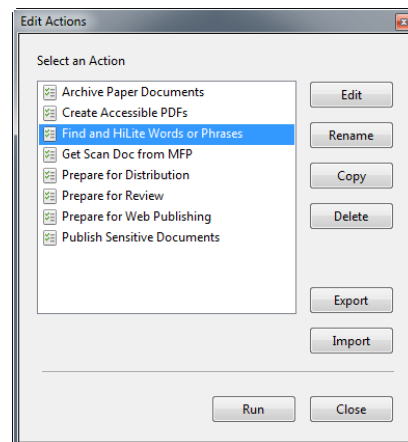 Edit Actions
Select an Action
Archive Paper Documents
Create Accessible PDFs
Find and HiLite Words or Phrases
Get Scan Doc from MFP
Prepare for Distribution
Prepare for Review
Prepare for Web Publishing
Publish Sensitive Documents
Edit
Rename
Copy
Delete
Export
Import
Run
Close